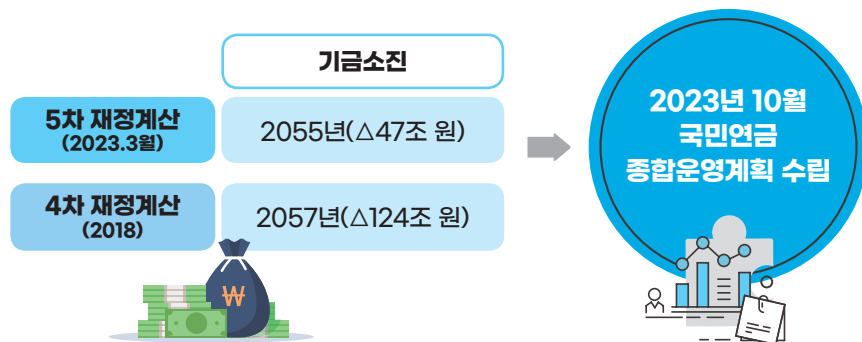 기금소진
5차 재정계산
(2023.3월)
2055년(△47조 원)
4차 재정계산
(2018)
2057년(△124조 원)
2023년 10월
국민연금
종합운영계획 수립
₩